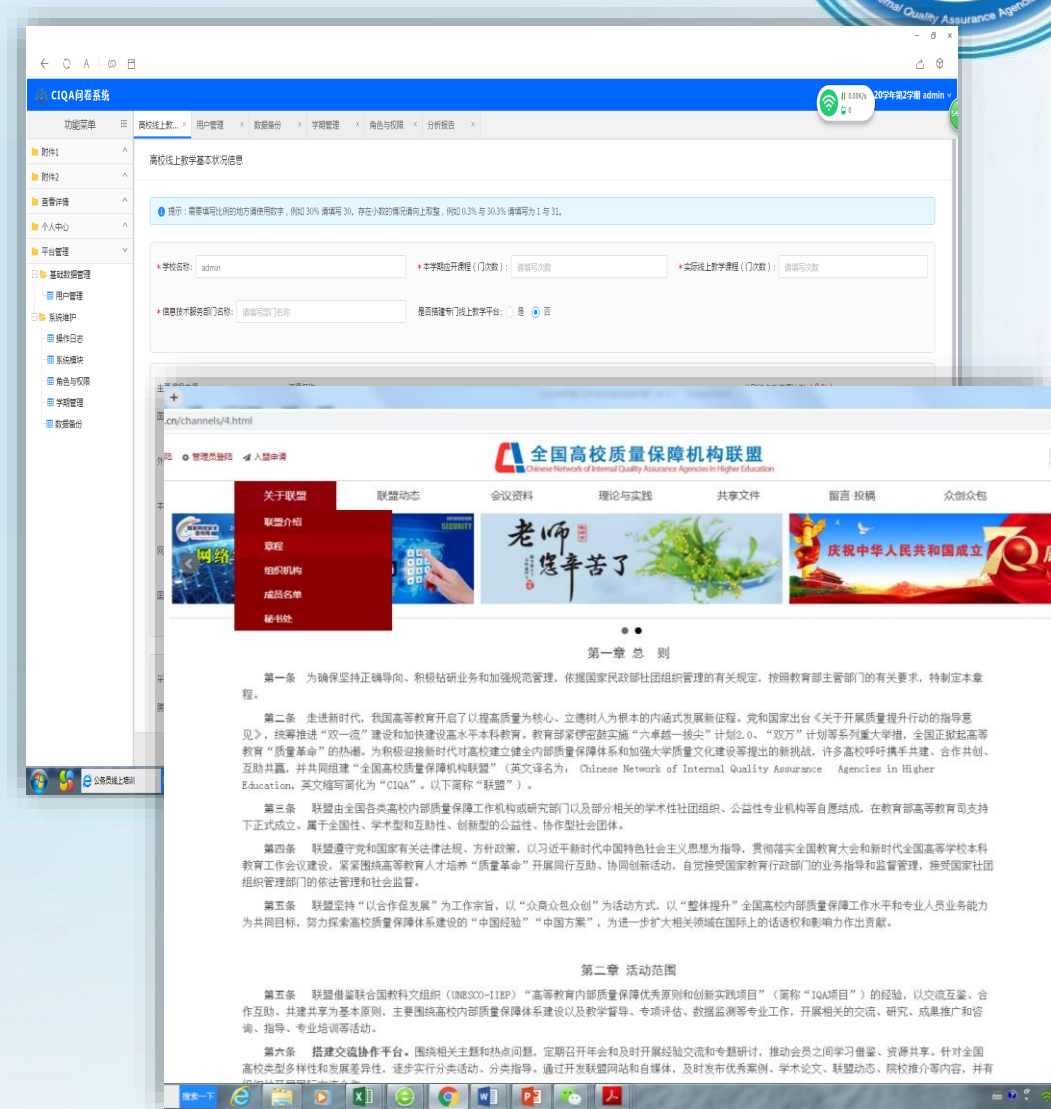 nal Quality Assurance Agenc
CIQA问卷系统
0.00K/s
0
20学年第2学期 admin
功能菜单
高校线上教... × 用户管理 × 数据备份 × 学期管理 × 角色与权限 × 分析报告 ×
附件1
附件2
查看详情
个人中心
平台管理
基础数据管理
用户管理
系统维护
操作日志
系统模块
角色与权限
学期管理
数据备份
高校线上教学基本状况信息
提示：需要填写比例的地方请使用数字，例如 30% 请填写 30。存在小数的情况请向上取整，例如 0.3% 与 30.3% 请填写为 1 与 31。
* 学校名称: admin * 本学期应开课程 ( 门次数 ) : 请填写次数 * 实际线上教学课程 ( 门次数 ) : 请填写次数
* 信息技术服务部门名称: 请填写部门名称 是否搭建专门线上教学平台: 是 否
公务员线上培训
.cn/channels/4.html
陆 管理员登陆 入盟申请
全国高校质量保障机构联盟
Chinese Network of Internal Quality Assurance Agencies in Higher Education
关于联盟 联盟动态 会议资料 理论与实践 共享文件 留言·投稿 众创众包
联盟介绍
章程
组织机构
成员名单
秘书处
网络
SECURITY
老师
您辛苦了
庆祝中华人民共和国成立70周
第一章 总 则
第一条 为确保坚持正确导向、积极钻研业务和加强规范管理，依据国家民政部社团组织管理的有关规定，按照教育部主管部门的有关要求，特制定本章
程。
第二条 走进新时代，我国高等教育开启了以提高质量为核心、立德树人为根本的内涵式发展新征程。党和国家出台《关于开展质量提升行动的指导意
见》，统筹推进“双一流”建设和加快建设高水平本科教育。教育部紧锣密鼓实施“六卓越一拔尖”计划2.0、“双万”计划等系列重大举措，全国正掀起高等
教育“质量革命”的热潮。为积极迎接新时代对高校建立健全内部质量保障体系和加强大学质量文化建设等提出的新挑战，许多高校呼吁携手共建、合作共创、
互助共赢，并共同组建“全国高校质量保障机构联盟”（英文译名为： Chinese Network of Internal Quality Assurance Agencies in Higher
Education，英文缩写简化为“CIQA”。以下简称“联盟”）。
第三条 联盟由全国各类高校内部质量保障工作机构或研究部门以及部分相关的学术性社团组织、公益性专业机构等自愿结成，在教育部高等教育司支持
下正式成立。属于全国性、学术型和互助性、创新型的公益性、协作型社会团体。
第四条 联盟遵守党和国家有关法律法规、方针政策，以习近平新时代中国特色社会主义思想为指导，贯彻落实全国教育大会和新时代全国高等学校本科
教育工作会议建设，紧紧围绕高等教育人才培养“质量革命”开展同行互助、协同创新活动，自觉接受国家教育行政部门的业务指导和监督管理，接受国家社团
组织管理部门的依法管理和社会监督。
第五条 联盟坚持“以合作促发展”为工作宗旨，以“众商众包众创”为活动方式，以“整体提升”全国高校内部质量保障工作水平和专业人员业务能力
为共同目标，努力探索高校质量保障体系建设的“中国经验”“中国方案”，为进一步扩大相关领域在国际上的话语权和影响力作出贡献。
第二章 活动范围
第五条 联盟借鉴联合国教科文组织（UNESCO-IIEP）“高等教育内部质量保障优秀原则和创新实践项目”（简称“IQA项目”）的经验，以交流互鉴、合
作互助、共建共享为基本原则，主要围绕高校内部质量保障体系建设以及教学督导、专项评估、数据监测等专业工作，开展相关的交流、研究、成果推广和咨
询、指导、专业培训等活动。
第六条 搭建交流协作平台。围绕相关主题和热点问题，定期召开年会和及时开展经验交流和专题研讨，推动会员之间学习借鉴、资源共享。针对全国
高校类型多样性和发展差异性，逐步实行分类活动、分类指导。通过开发联盟网站和自媒体，及时发布优秀案例、学术论文、联盟动态、院校推介等内容，并有
搜索一下